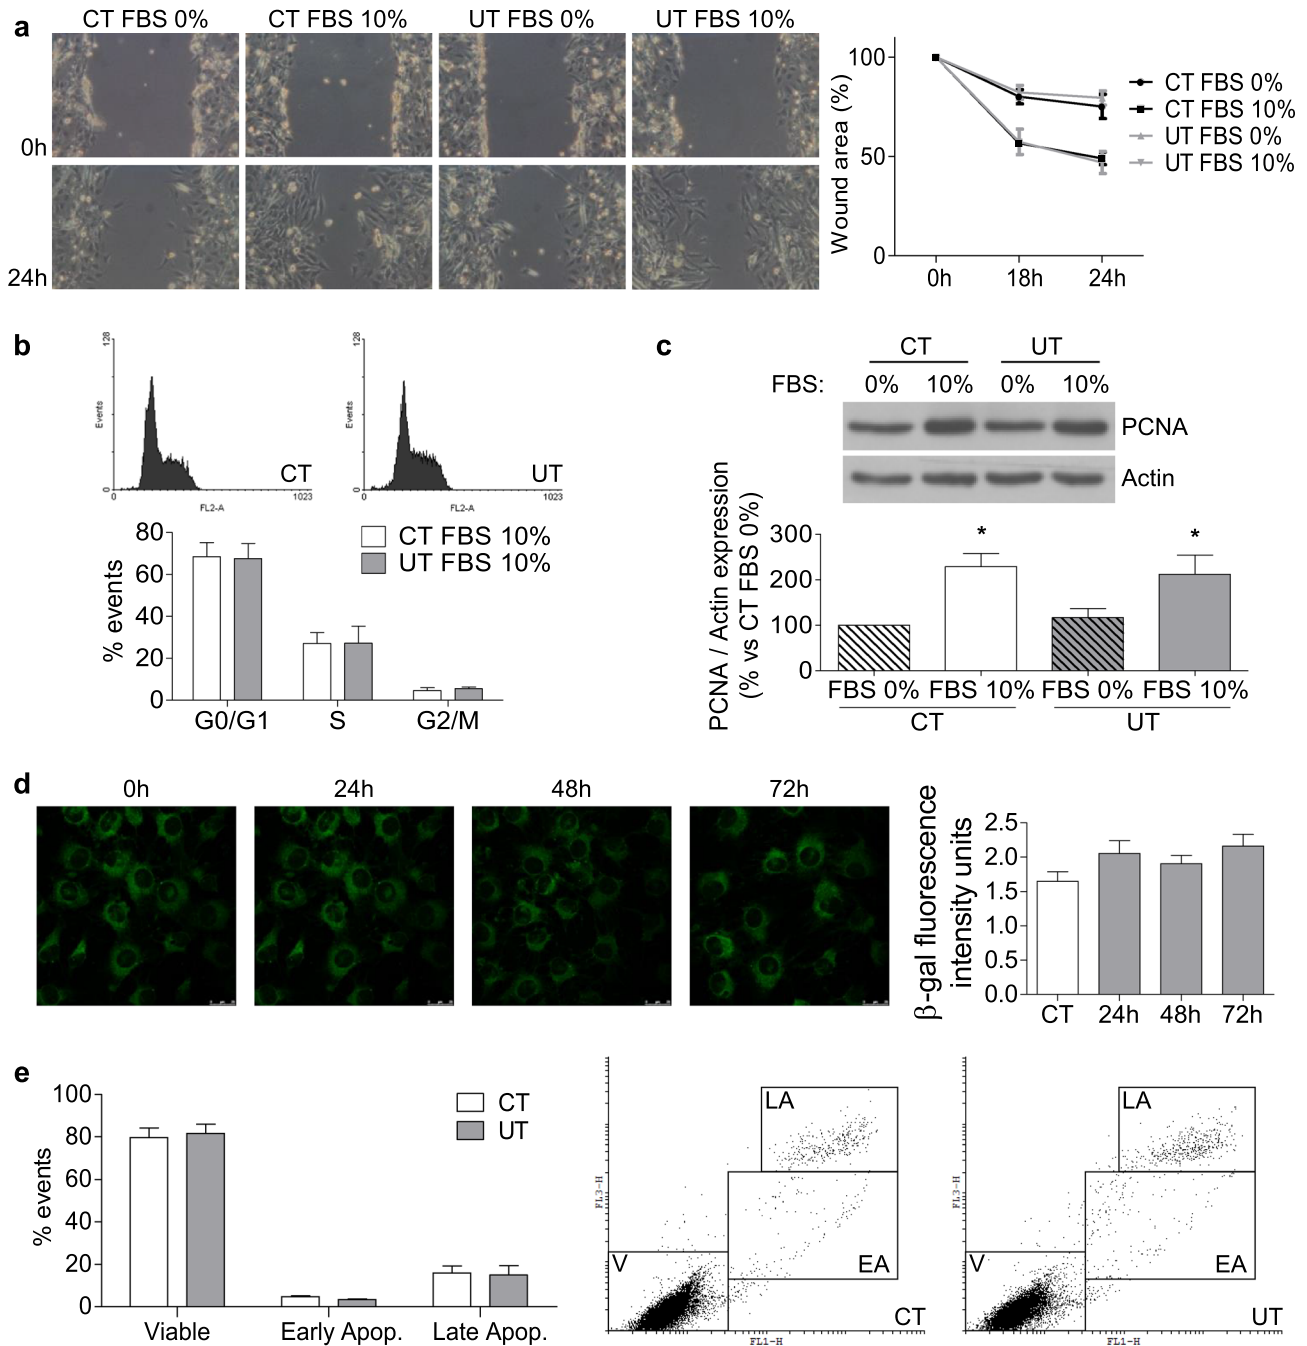 a
CT FBS 0%
CT FBS 10%
UT FBS 0%
UT FBS 10%
0h
24h
Wound area (%)
100
50
0
0h
18h
24h
CT FBS 0%
CT FBS 10%
UT FBS 0%
UT FBS 10%
b
128
Events
0
0
1023
FL2-A
CT
128
Events
0
0
1023
FL2-A
UT
% events
80
60
40
20
0
G0/G1
S
G2/M
CT FBS 10%
UT FBS 10%
c
CT
UT
FBS:
0%
10%
0%
10%
PCNA
Actin
PCNA / Actin expression
(% vs CT FBS 0%)
300
200
100
0
*
*
FBS 0%
FBS 10%
FBS 0%
FBS 10%
CT
UT
d
0h
24h
48h
72h
β-gal fluorescence
intensity units
2.5
2.0
1.5
1.0
0.5
0.0
CT
24h
48h
72h
e
% events
100
80
60
40
20
0
Viable
Early Apop.
Late Apop.
CT
UT
FL3-H
LA
V
EA
CT
FL1-H
FL3-H
LA
V
EA
UT
FL1-H